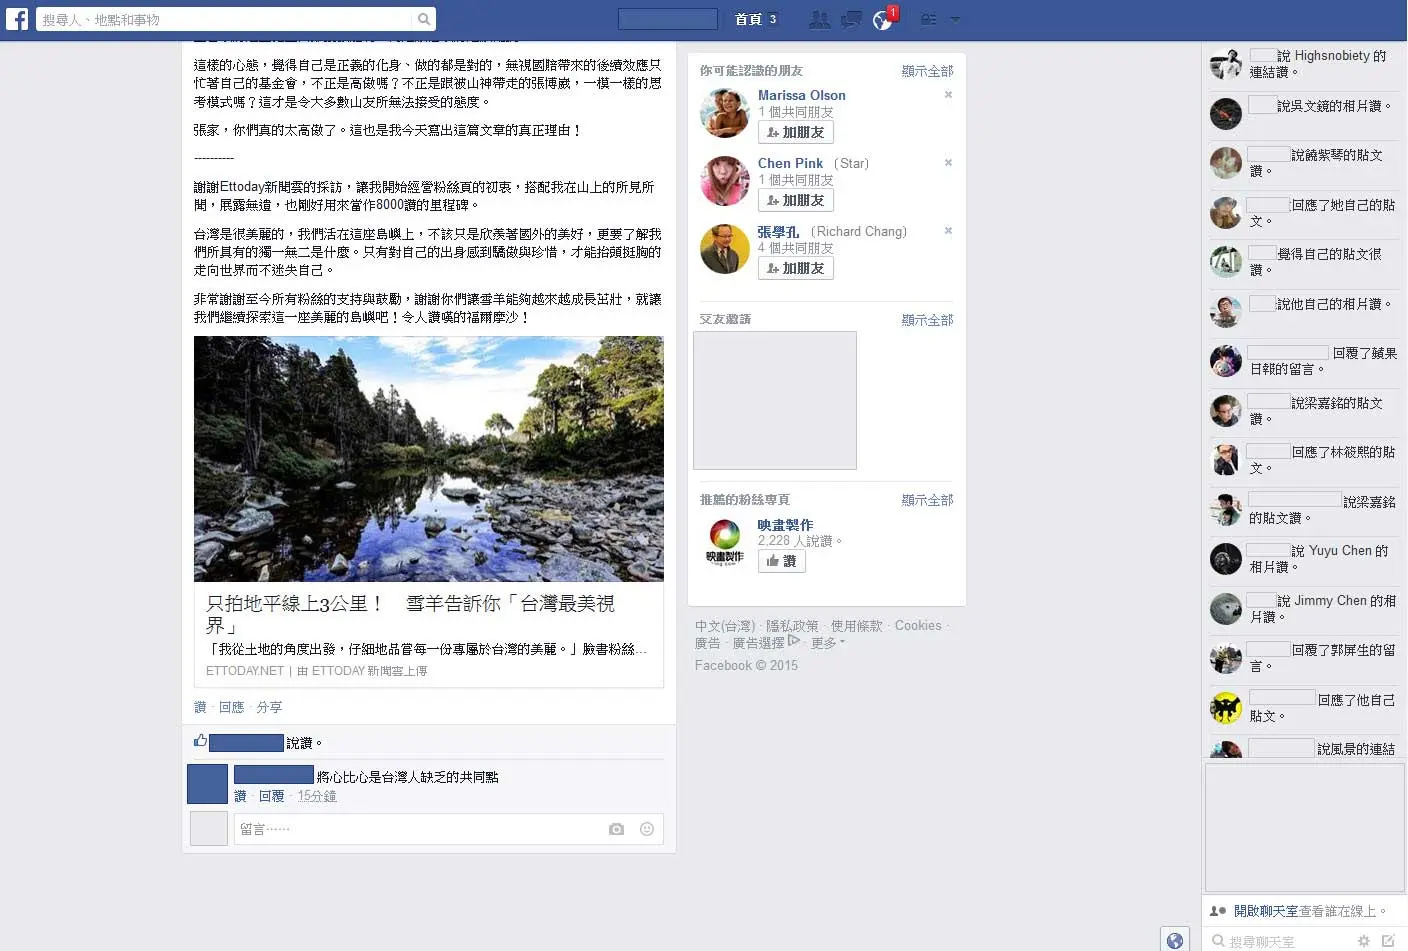 搜尋人、地點和事物
首頁 3
1
這樣的心態，覺得自己是正義的化身、做的都是對的，無視國賠帶來的後續效應只
忙著自己的基金會，不正是高傲嗎？不正是跟被山神帶走的張博崴，一模一樣的思
考模式嗎？這才是令大多數山友所無法接受的態度。
張家，你們真的太高傲了。這也是我今天寫出這篇文章的真正理由！
----------
謝謝Ettoday新聞雲的採訪，讓我開始經營粉絲頁的初衷，搭配我在山上的所見所
聞，展露無遺，也剛好用來當作8000讚的里程碑。
台灣是很美麗的，我們活在這座島嶼上，不該只是欣羨著國外的美好，更要了解我
們所具有的獨一無二是什麼。只有對自己的出身感到驕傲與珍惜，才能抬頭挺胸的
走向世界而不迷失自己。
非常謝謝至今所有粉絲的支持與鼓勵，謝謝你們讓雪羊能夠越來越成長茁壯，就讓
我們繼續探索這一座美麗的島嶼吧！令人讚嘆的福爾摩沙！
只拍地平線上3公里！　雪羊告訴你「台灣最美視
界」
「我從土地的角度出發，仔細地品嘗每一份專屬於台灣的美麗。」臉書粉絲...
ETTODAY.NET | 由 ETTODAY 新聞雲上傳
讚 · 回應 · 分享
說讚。
將心比心是台灣人缺乏的共同點
讚 · 回覆 · 15分鐘
留言……
你可能認識的朋友 顯示全部
Marissa Olson
1 個共同朋友
加朋友
Chen Pink （Star）
1 個共同朋友
加朋友
張學孔 （Richard Chang）
4 個共同朋友
加朋友
交友邀請 顯示全部
推薦的粉絲專頁 顯示全部
映畫製作
2,228 人說讚。
讚
映畫製作
中文(台灣) · 隱私政策 · 使用條款 · Cookies ·
廣告 · 廣告選擇 · 更多
Facebook © 2015
說 Highsnobiety 的
連結讚。
說吳文鏡的相片讚。
說饒紫琴的貼文
讚。
回應了她自己的貼
文。
覺得自己的貼文很
讚。
說他自己的相片讚。
回覆了蘋果
日報的留言。
說梁嘉銘的貼文
讚。
回應了林筱熙的貼
文。
說梁嘉銘
的貼文讚。
說 Yuyu Chen 的
相片讚。
說 Jimmy Chen 的相
片讚。
回覆了郭屏生的留
言。
回應了他自己
貼文。
說風景的連結
開啟聊天室查看誰在線上。
搜尋聊天室